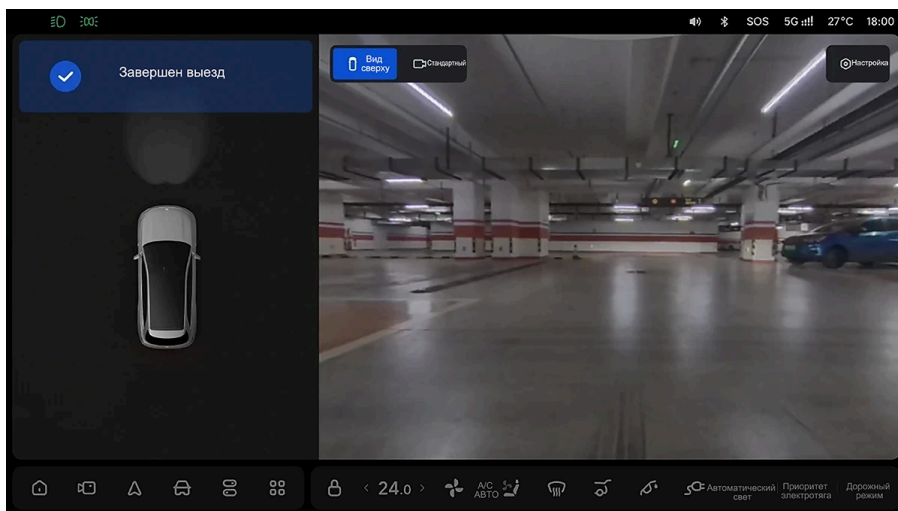 SOS 5G 27°C 18:00
Завершен выезд
Вид
сверху
Стандартный
Настройка
< 24.0 >
A/C
АВТО
Автоматический
свет
Приоритет
электротяга
Дорожный
режим